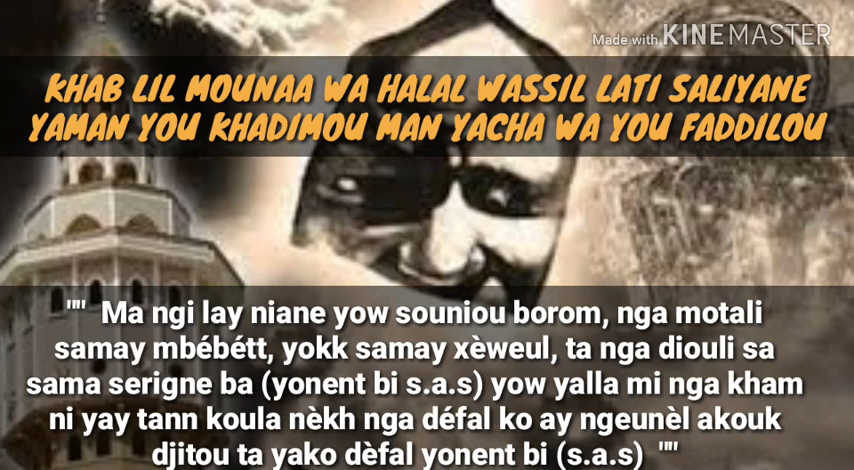 Made with KINEMASTER
KHAB LIL MOUNAA WA HALAL WASSIL LATI SALIYANE
YAMAN YOU KHADIMOU MAN YACHA WA YOU FADDILOU
"" Ma ngi lay niane yow souniou borom, nga motali
samay mbébétt, yokk samay xèweul, ta nga diouli sa
sama serigne ba (yonent bi s.a.s) yow yalla mi nga kham
ni yay tann koula nèkh nga défal ko ay ngeunèl akouk
djitou ta yako dèfal yonent bi (s.a.s) ""